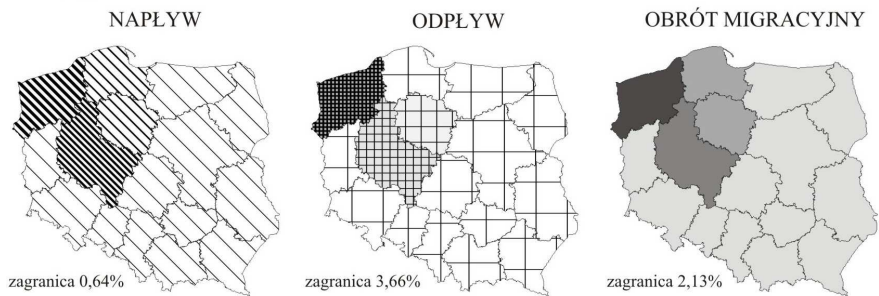 NAPŁYW
ODPŁYW
OBRÓT MIGRACYJNY
zagranica 0,64%
zagranica 3,66%
zagranica 2,13%